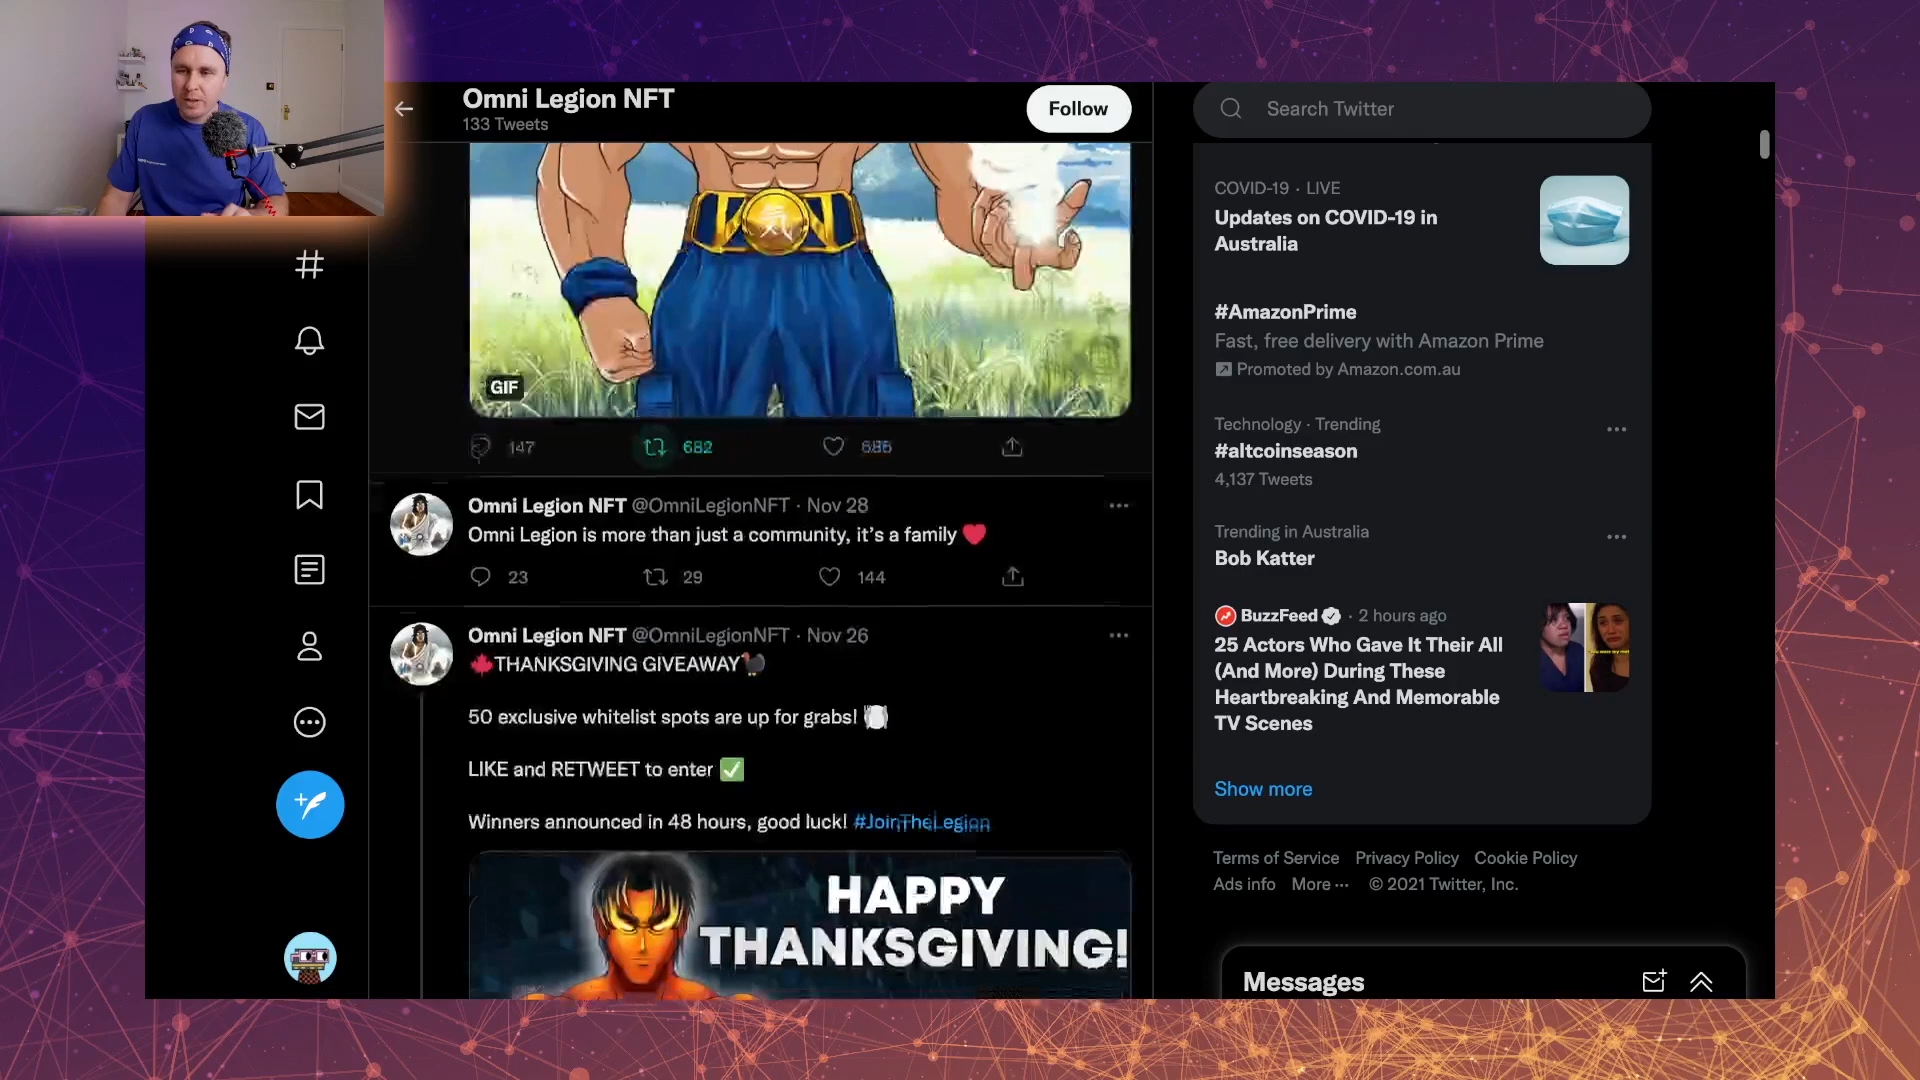 Omni Legion NFT
133 Tweets
Follow
Search Twitter
気
GIF
147
682
Omni Legion NFT @OmniLegionNFT · Nov 28
Omni Legion is more than just a community, it's a family ❤️
23
29
144
Omni Legion NFT @OmniLegionNFT · Nov 26
🍁THANKSGIVING GIVEAWAY🦃
50 exclusive whitelist spots are up for grabs! 🍽
LIKE and RETWEET to enter ✅
Winners announced in 48 hours, good luck! #JoinTheLegion
HAPPY
THANKSGIVING!
COVID-19 · LIVE
Updates on COVID-19 in
Australia
#AmazonPrime
Fast, free delivery with Amazon Prime
Promoted by Amazon.com.au
Technology · Trending
#altcoinseason
4,137 Tweets
Trending in Australia
Bob Katter
BuzzFeed · 2 hours ago
25 Actors Who Gave It Their All
(And More) During These
Heartbreaking And Memorable
TV Scenes
Show more
Terms of Service Privacy Policy Cookie Policy
Ads info More ··· © 2021 Twitter, Inc.
Messages